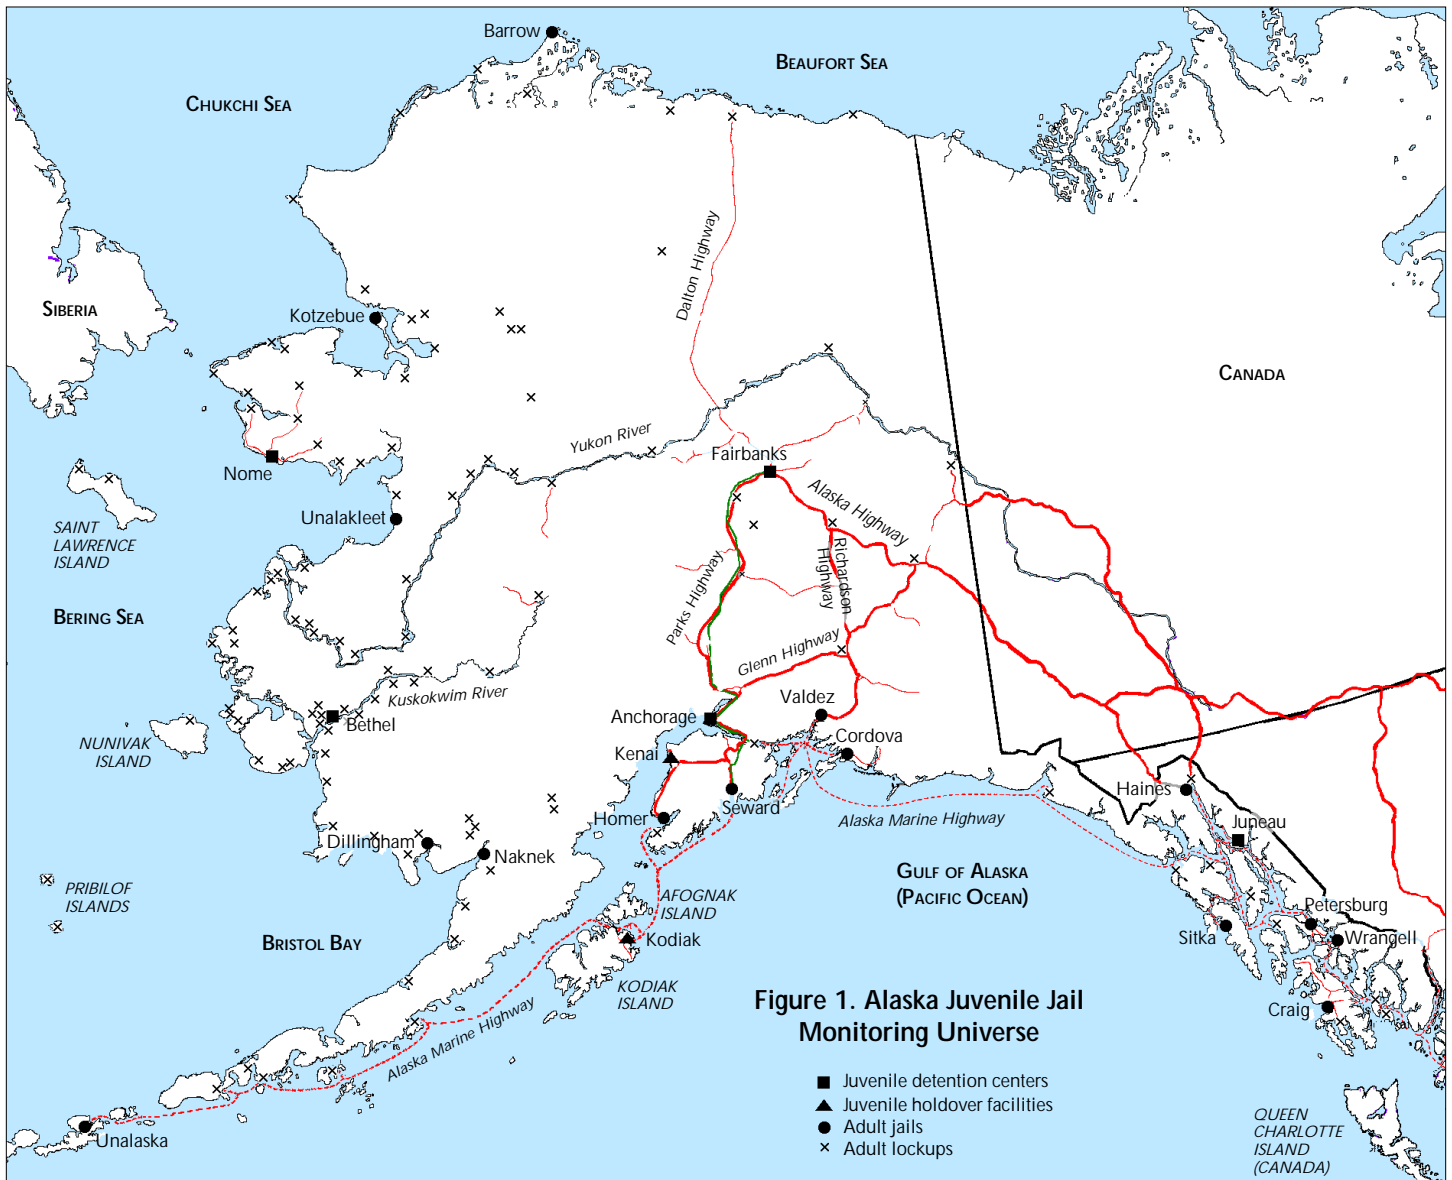 Barrow
BEAUFORT SEA
CHUKCHI SEA
Dalton Highway
SIBERIA
Kotzebue
CANADA
Yukon River
Fairbanks
Nome
Alaska Highway
Unalakleet
SAINT
LAWRENCE
ISLAND
Richardson
Highway
Parks Highway
BERING SEA
Glenn Highway
Kuskokwim River
Valdez
Anchorage
Bethel
Cordova
NUNIVAK
ISLAND
Kenai
Haines
Seward
Homer
Alaska Marine Highway
Juneau
Dillingham
Naknek
GULF OF ALASKA
(PACIFIC OCEAN)
PRIBILOF
ISLANDS
AFOGNAK
ISLAND
Petersburg
Sitka
Wrangell
BRISTOL BAY
Kodiak
KODIAK
ISLAND
Craig
Alaska Marine Highway
Figure 1. Alaska Juvenile Jail
Monitoring Universe
Juvenile detention centers
Juvenile holdover facilities
Adult jails
Adult lockups
Unalaska
QUEEN
CHARLOTTE
ISLAND
(CANADA)